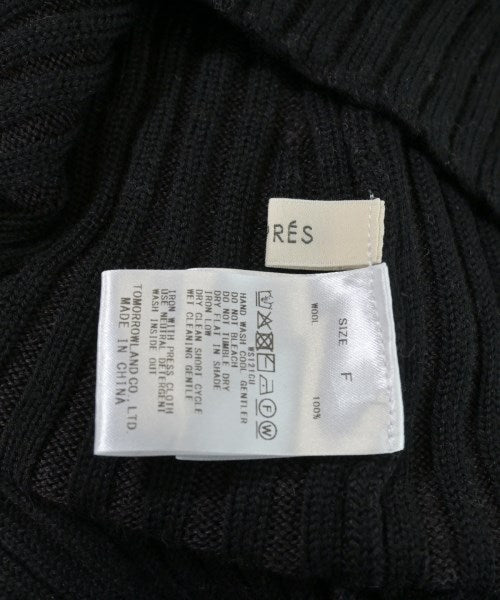 RÉS
SIZE F
WOOL 100%
WS121CH
HAND WASH COOL GENTLER
DO NOT BLEACH
DO NOT TUMBLE DRY
DRY FLAT IN SHADE
IRON LOW
DRY CLEAN SHORT CYCLE
WET CLEANING GENTLE
IRON WITH PRESS CLOTH
USE NEUTRAL DETERGENT
WASH INSIDE OUT
TOMORROWLAND CO., LTD.
MADE IN CHINA